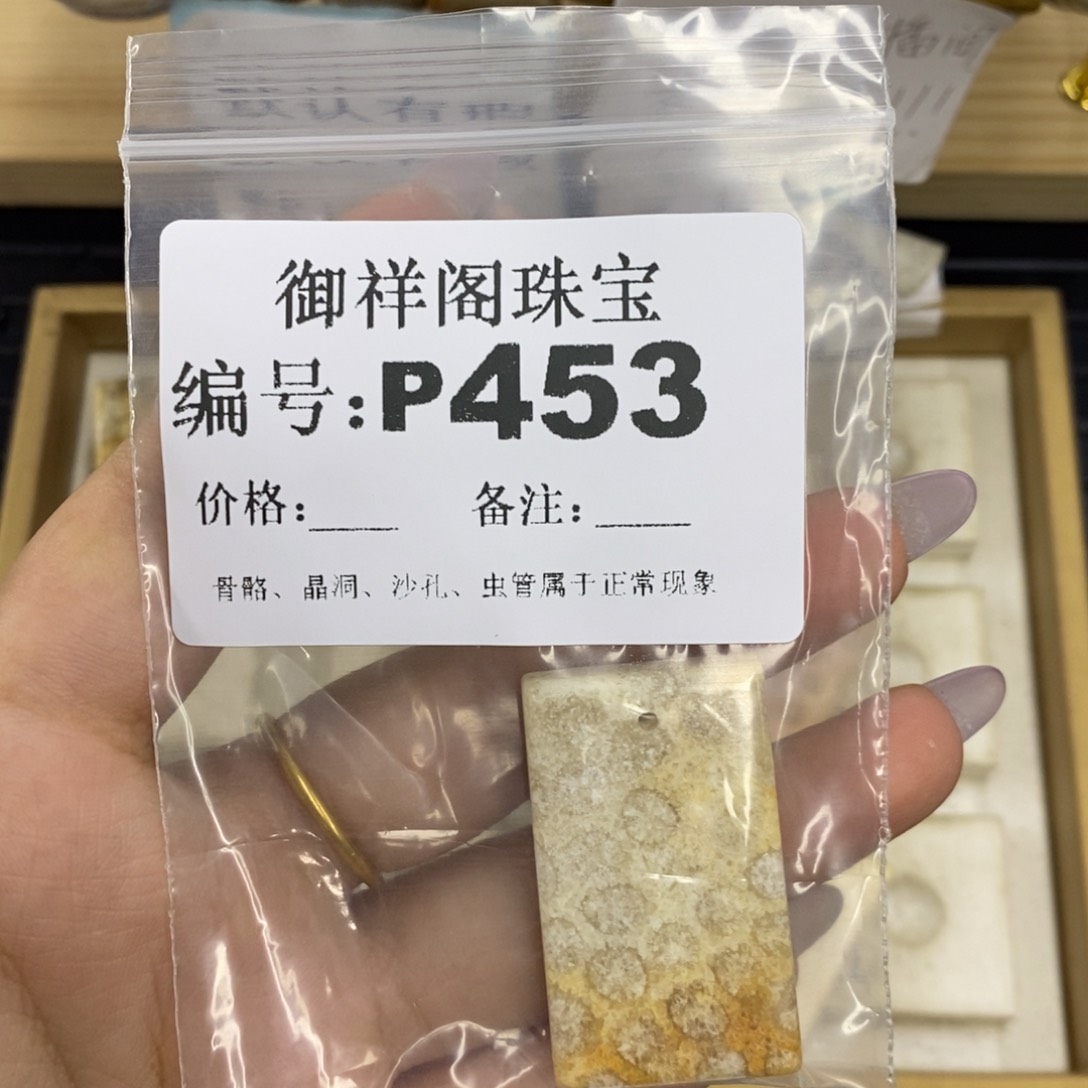 御祥阁珠宝
编号:P453
价格:____ 备注:____
骨骼、晶洞、沙孔、虫管属于正常现象